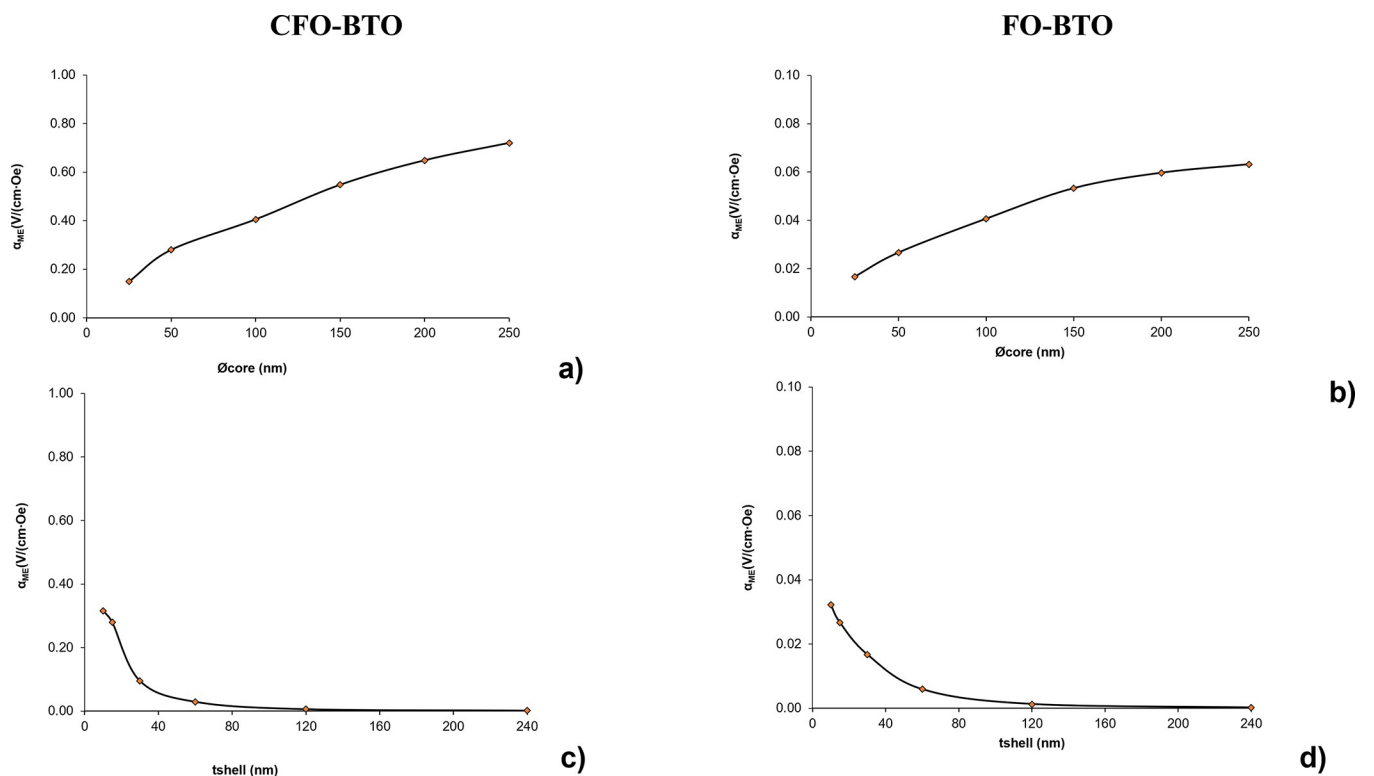 CFO-BTO
FO-BTO
1.00
0.80
0.60
0.40
0.20
0.00
0 50 100 150 200 250
αME(V/(cm·Oe)
Øcore (nm)
a)
0.10
0.08
0.06
0.04
0.02
0.00
0 50 100 150 200 250
αME(V/(cm·Oe)
Øcore (nm)
b)
1.00
0.80
0.60
0.40
0.20
0.00
0 40 80 120 160 200 240
αME(V/(cm·Oe)
tshell (nm)
c)
0.10
0.08
0.06
0.04
0.02
0.00
0 40 80 120 160 200 240
αME(V/(cm·Oe)
tshell (nm)
d)